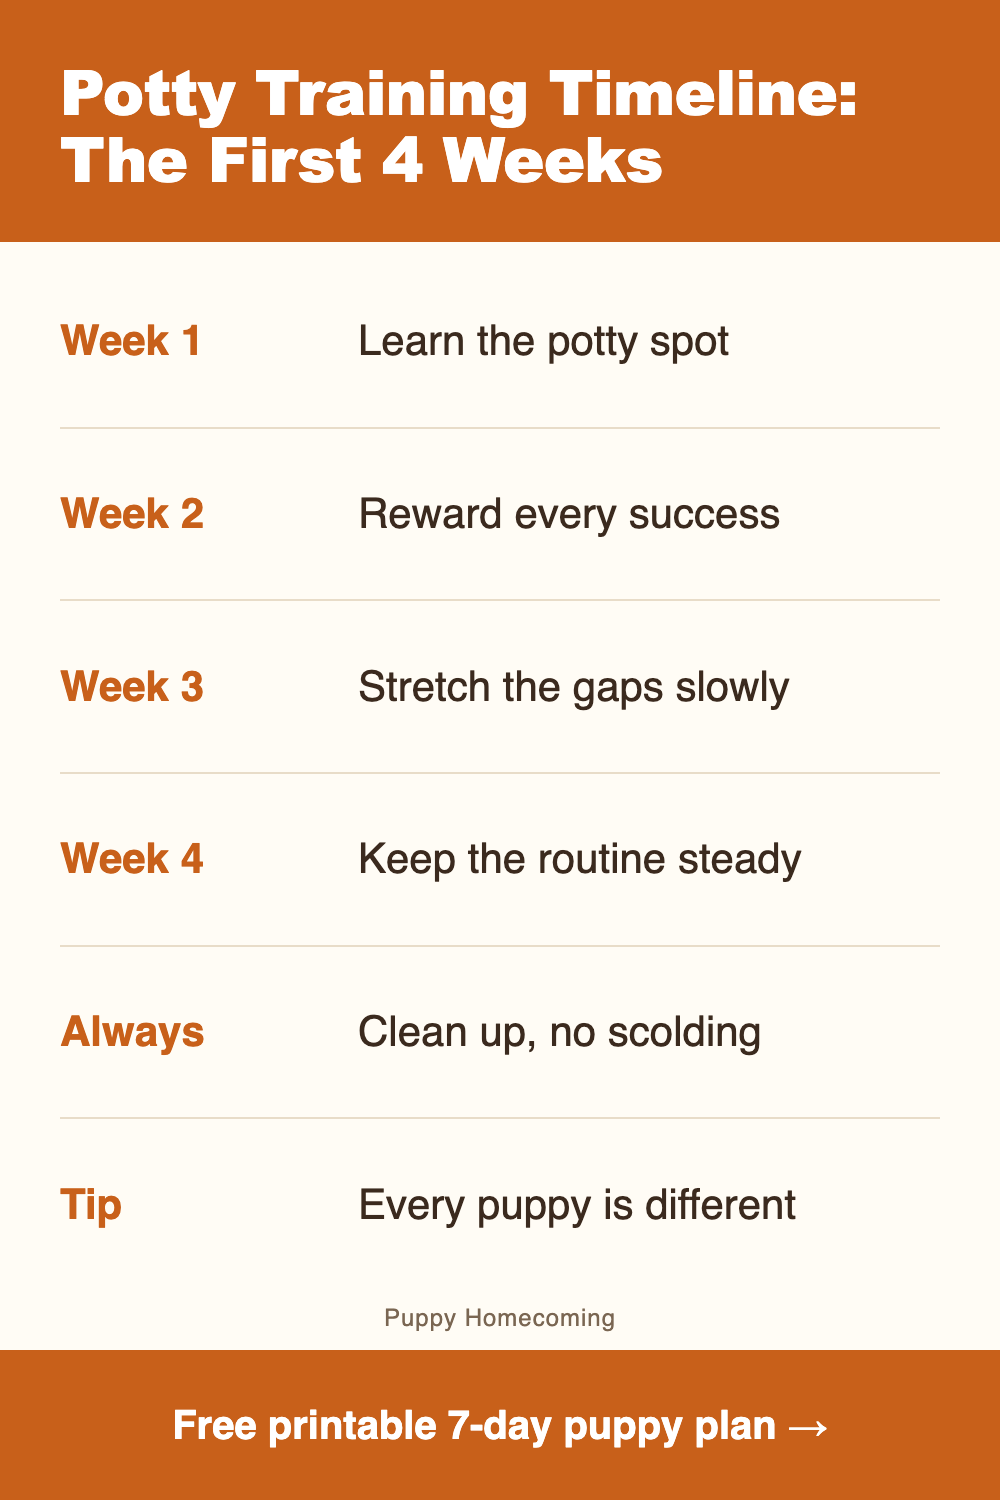 Potty Training Timeline:
The First 4 Weeks
Week 1 Learn the potty spot
Week 2 Reward every success
Week 3 Stretch the gaps slowly
Week 4 Keep the routine steady
Always Clean up, no scolding
Tip Every puppy is different
Puppy Homecoming
Free printable 7-day puppy plan →